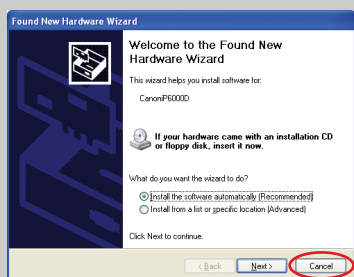 Found New Hardware Wizard
Welcome to the Found New
Hardware Wizard
This wizard helps you install software for:
CanoniP6000D
If your hardware came with an installation CD
or floppy disk, insert it now.
What do you want the wizard to do?
Install the software automatically (Recommended)
Install from a list or specific location (Advanced)
Click Next to continue.
< Back Next > Cancel